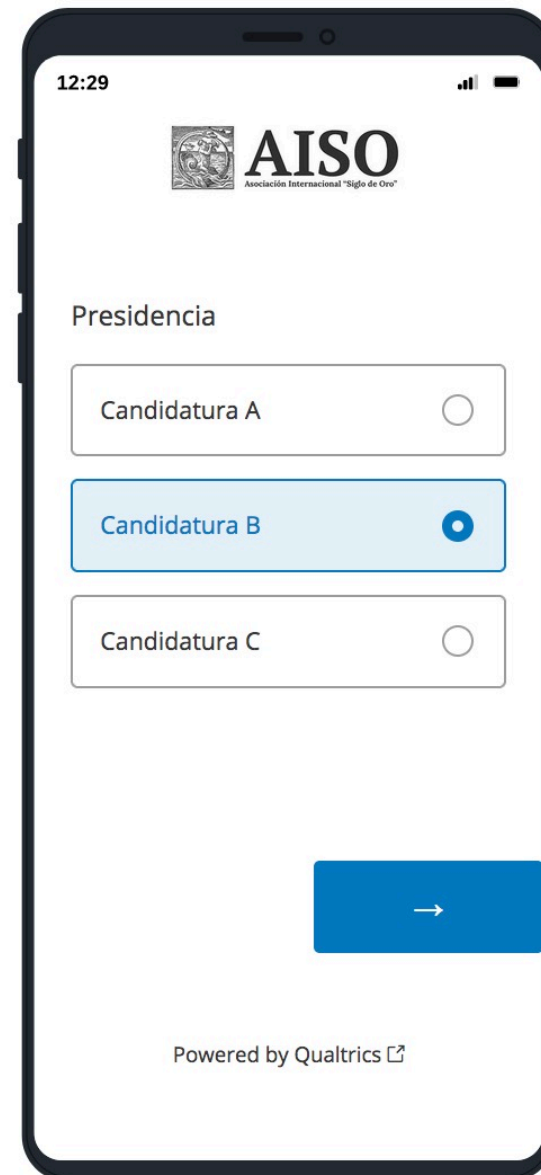 12:29
AISO
Asociación Internacional "Siglo de Oro"
Presidencia
Candidatura A
Candidatura B
Candidatura C
→
Powered by Qualtrics